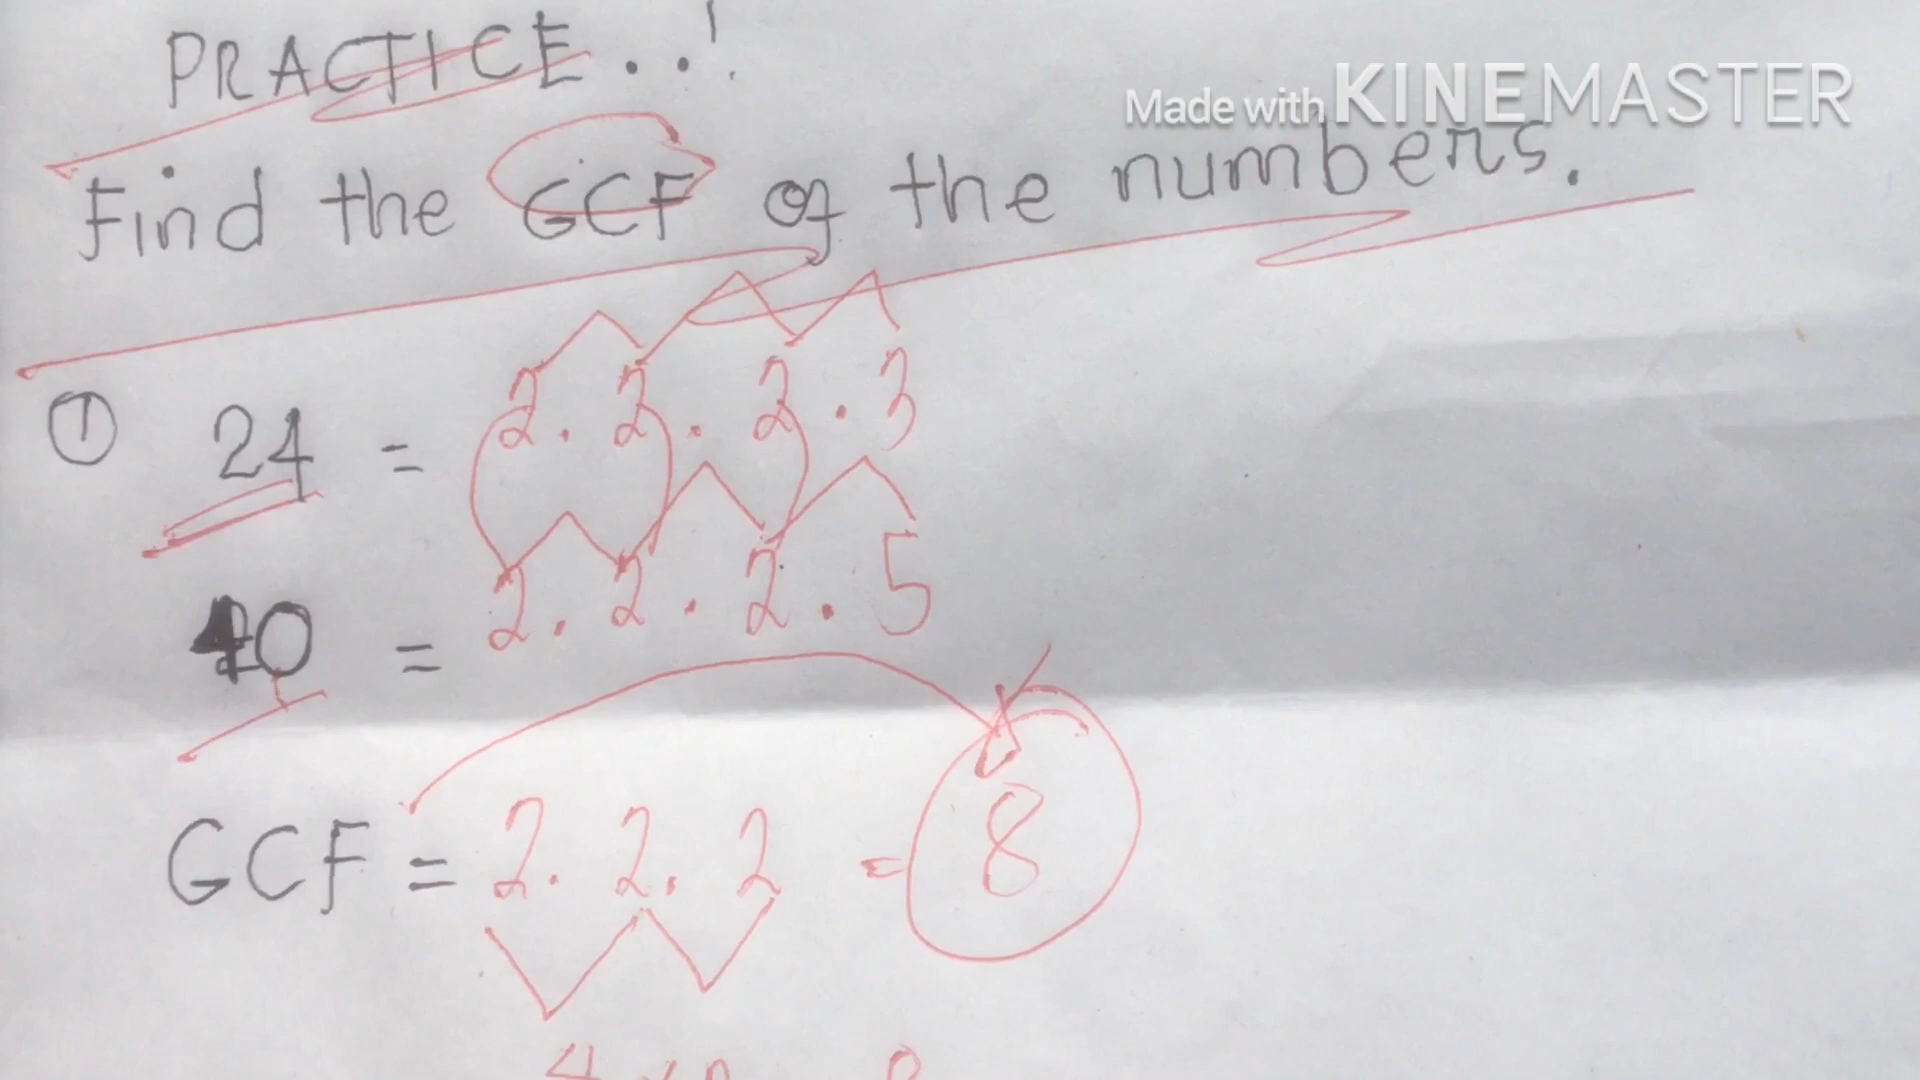 PRACTICE..!
Made with KINEMASTER
Find the GCF of the numbers.
① 24 = 2.2.2.3
40 = 2.2.2.5
GCF = 2.2.2 = 8